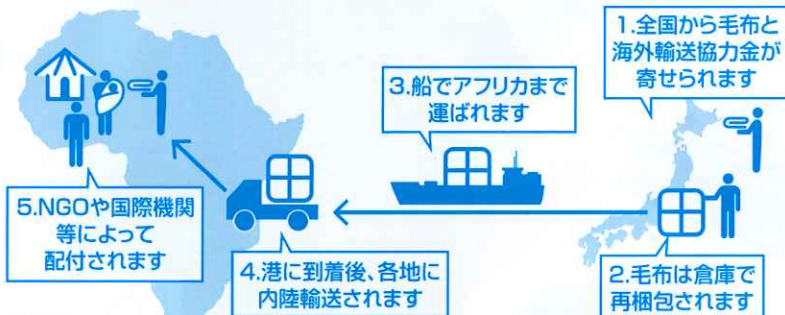 1.全国から毛布と
海外輸送協力金が
寄せられます
2.毛布は倉庫で
再梱包されます
3.船でアフリカまで
運ばれます
4.港に到着後、各地に
内陸輸送されます
5.NGOや国際機関
等によって
配付されます